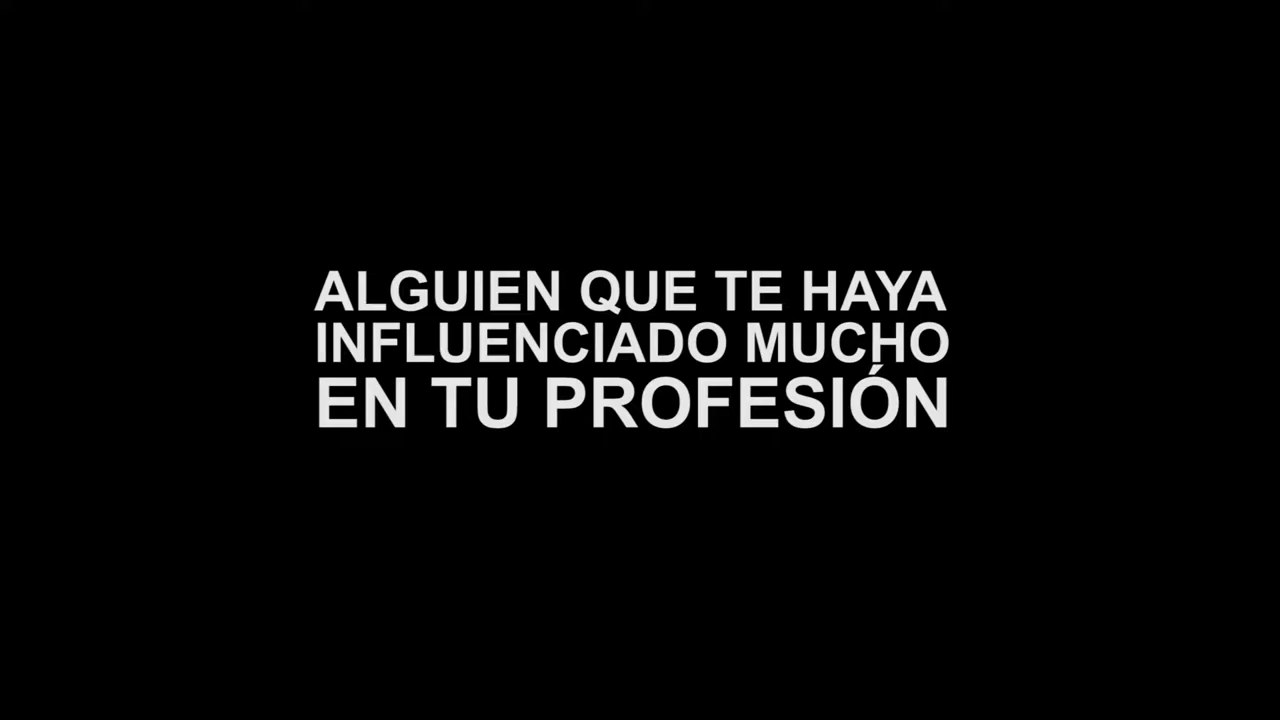 ALGUIEN QUE TE HAYA
INFLUENCIADO MUCHO
EN TU PROFESIÓN